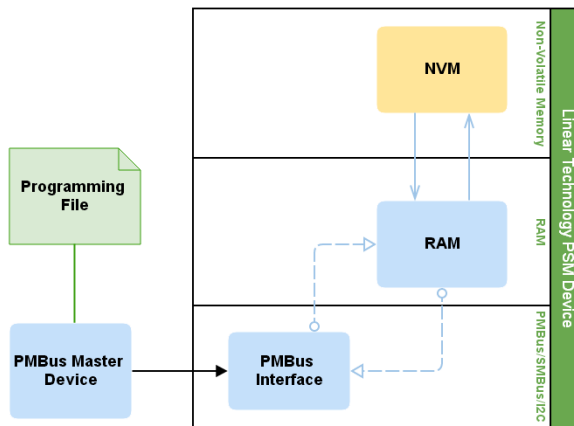 NVM
Non-Volatile Memory
Linear Technology PSM Device
Programming
File
RAM
RAM
PMBus Master
Device
PMBus
Interface
PMBus/SMBus/I2C